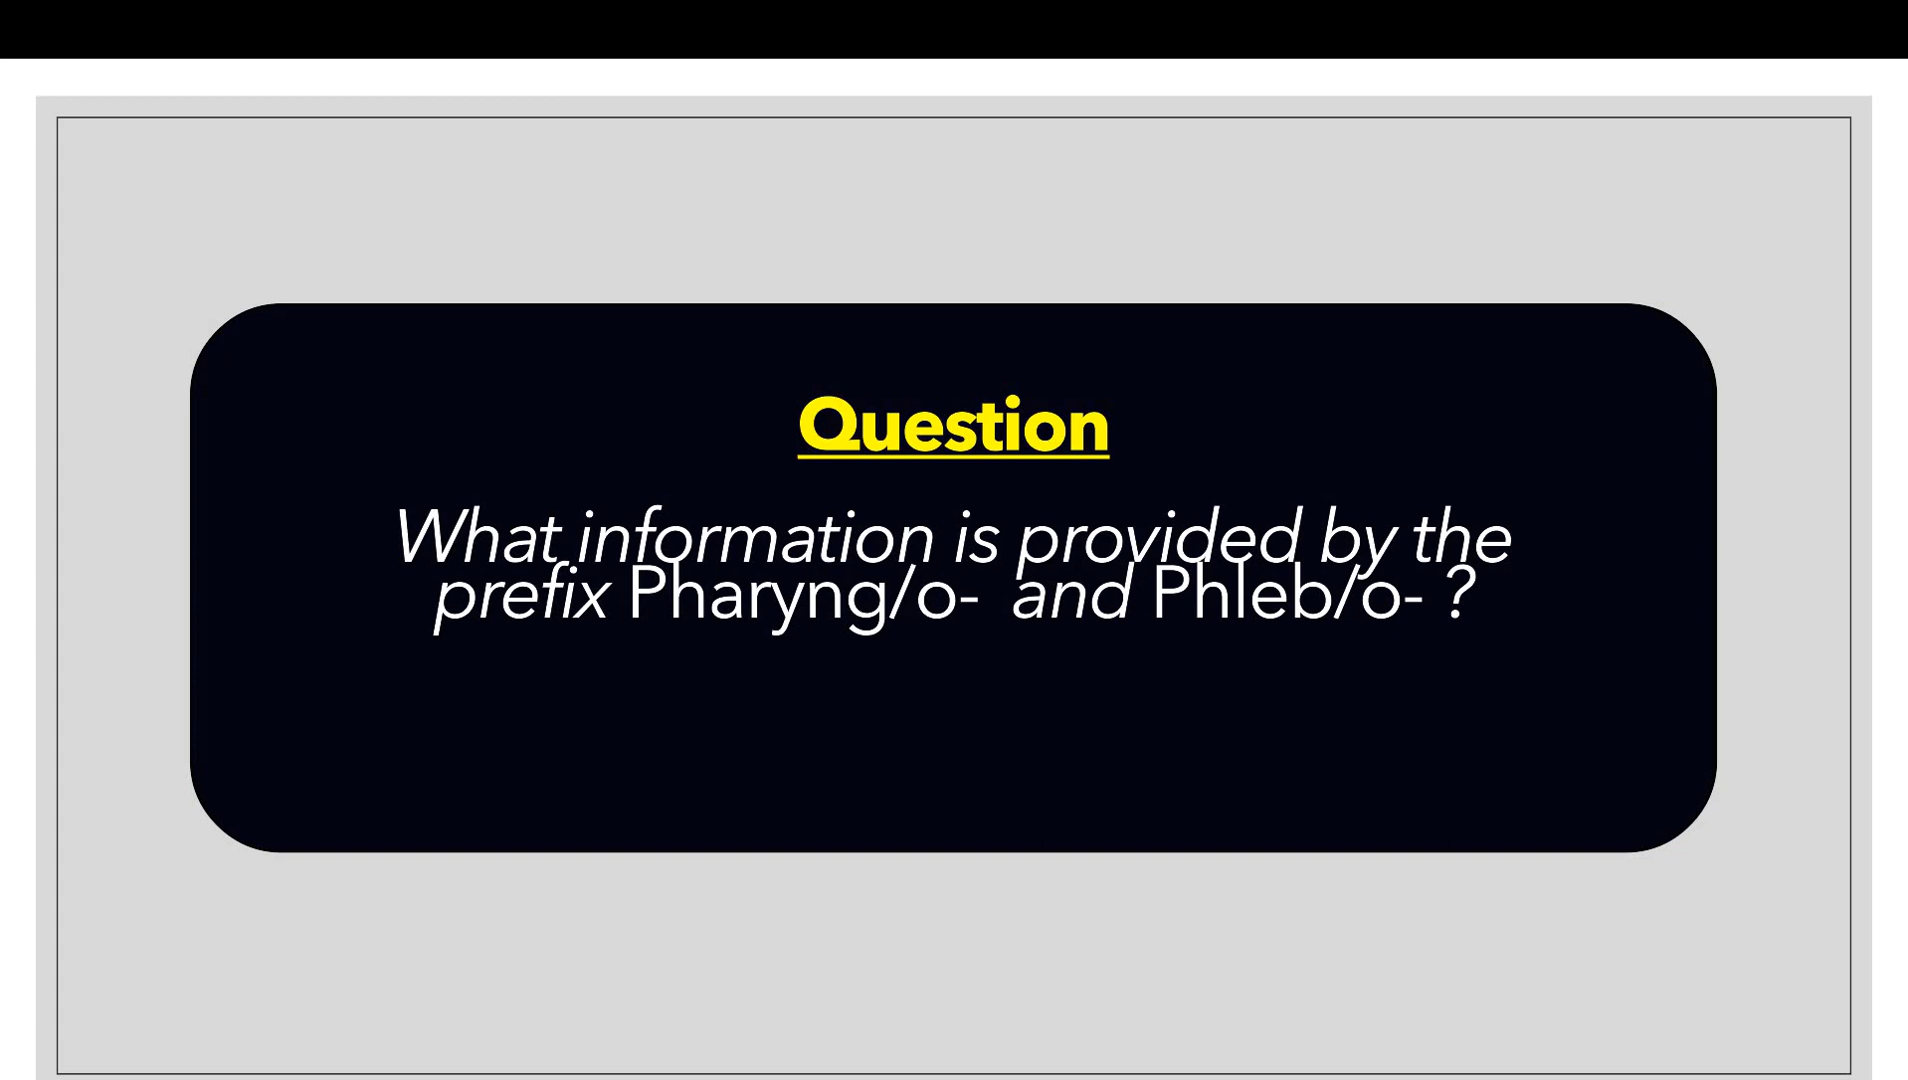 Question
What information is provided by the
prefix Pharyng/o-  and Phleb/o- ?